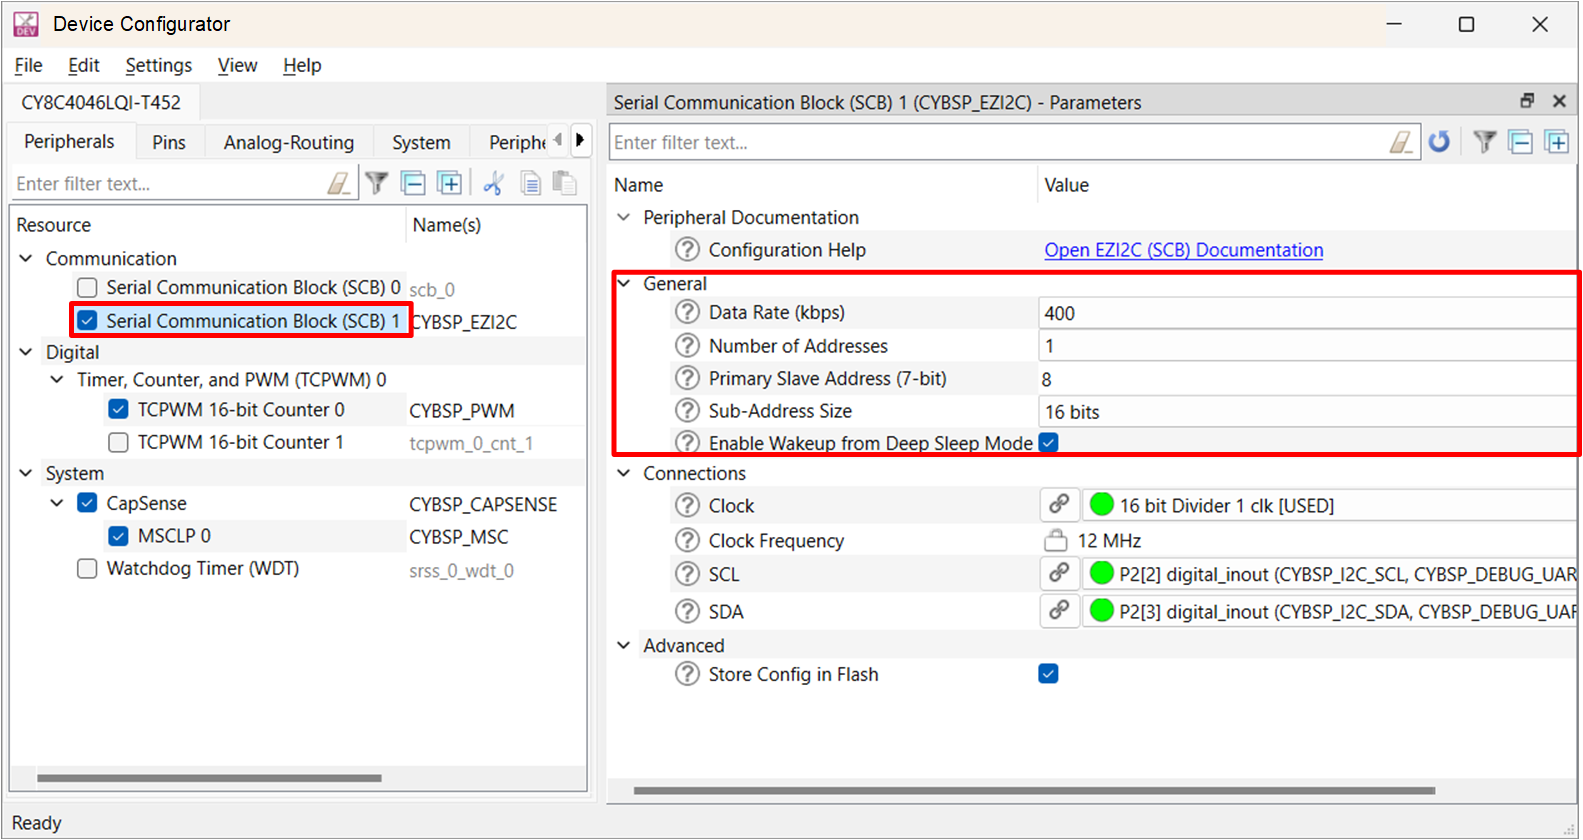 DEV Device Configurator
File Edit Settings View Help
CY8C4046LQI-T452
Peripherals Pins Analog-Routing System Periphe
Enter filter text...
Resource Name(s)
Communication
Serial Communication Block (SCB) 0 scb_0
Serial Communication Block (SCB) 1 CYBSP_EZI2C
Digital
Timer, Counter, and PWM (TCPWM) 0
TCPWM 16-bit Counter 0 CYBSP_PWM
TCPWM 16-bit Counter 1 tcpwm_0_cnt_1
System
CapSense CYBSP_CAPSENSE
MSCLP 0 CYBSP_MSC
Watchdog Timer (WDT) srss_0_wdt_0
Serial Communication Block (SCB) 1 (CYBSP_EZI2C) - Parameters
Enter filter text...
Name Value
Peripheral Documentation
Configuration Help Open EZI2C (SCB) Documentation
General
Data Rate (kbps) 400
Number of Addresses 1
Primary Slave Address (7-bit) 8
Sub-Address Size 16 bits
Enable Wakeup from Deep Sleep Mode
Connections
Clock 16 bit Divider 1 clk [USED]
Clock Frequency 12 MHz
SCL P2[2] digital_inout (CYBSP_I2C_SCL, CYBSP_DEBUG_UAR
SDA P2[3] digital_inout (CYBSP_I2C_SDA, CYBSP_DEBUG_UAR
Advanced
Store Config in Flash
Ready